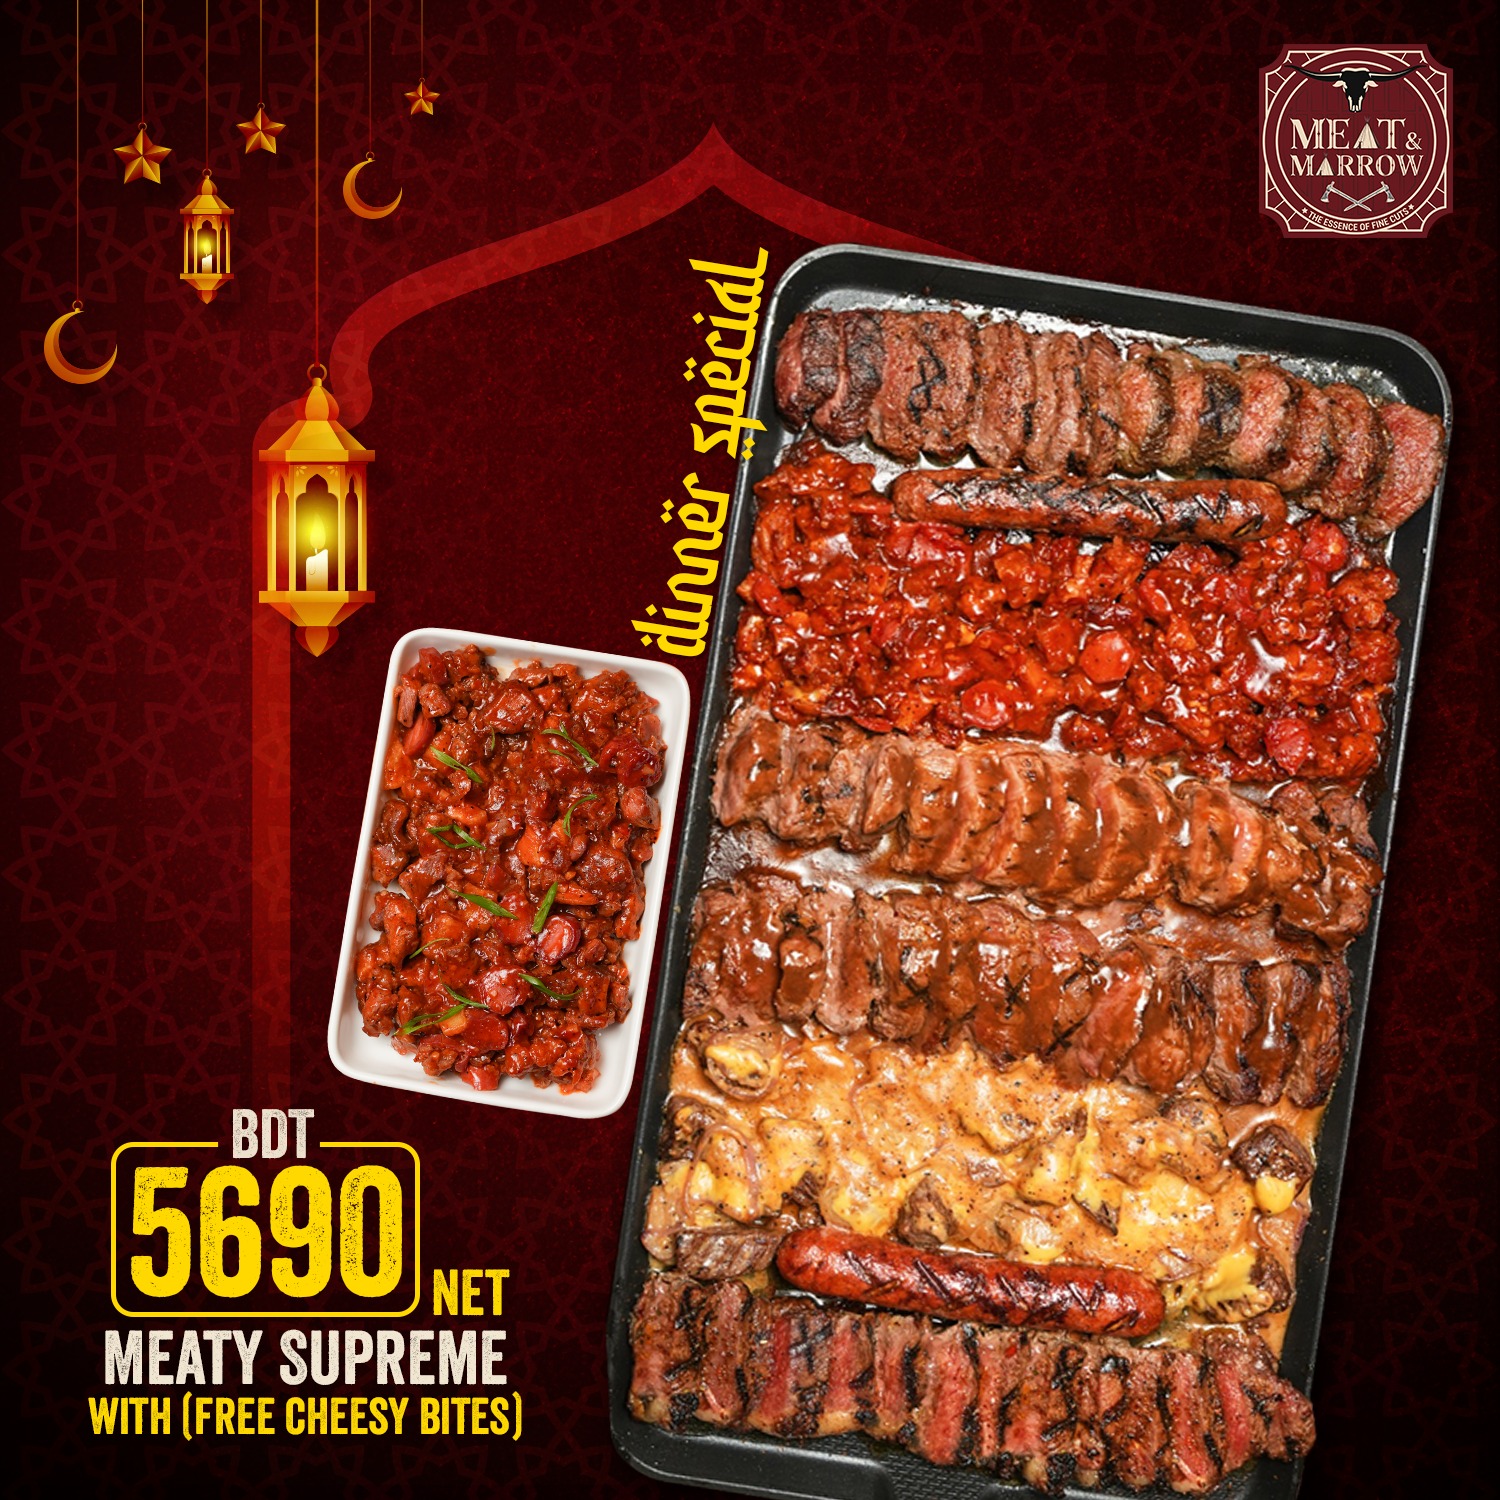 MEAT &
MARROW
★ THE ESSENCE OF FINE CUTS ★
dinner special
BDT
5690 NET
MEATY SUPREME
WITH (FREE CHEESY BITES)